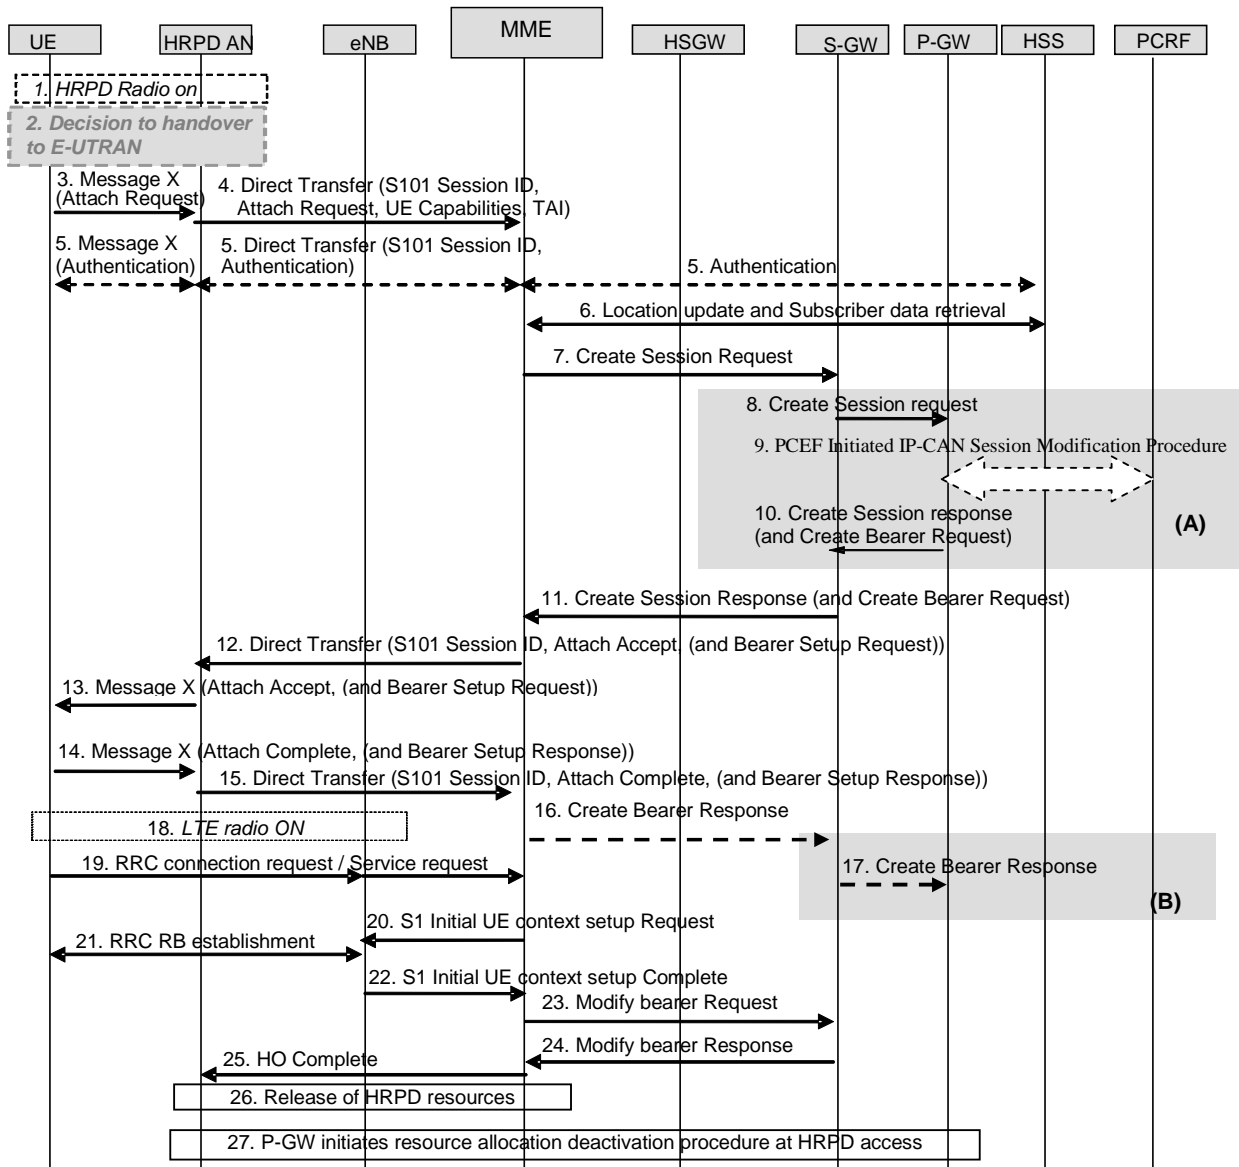 UE
HRPD AN
eNB
MME
HSGW
S-GW
P-GW
HSS
PCRF
1. HRPD Radio on
2. Decision to handover
to E-UTRAN
3. Message X
(Attach Request)
4. Direct Transfer (S101 Session ID,
Attach Request, UE Capabilities, TAI)
5. Message X
(Authentication)
5. Direct Transfer (S101 Session ID,
Authentication)
5. Authentication
6. Location update and Subscriber data retrieval
7. Create Session Request
8. Create Session request
9. PCEF Initiated IP-CAN Session Modification Procedure
10. Create Session response
(and Create Bearer Request)
(A)
11. Create Session Response (and Create Bearer Request)
12. Direct Transfer (S101 Session ID, Attach Accept, (and Bearer Setup Request))
13. Message X (Attach Accept, (and Bearer Setup Request))
14. Message X (Attach Complete, (and Bearer Setup Response))
15. Direct Transfer (S101 Session ID, Attach Complete, (and Bearer Setup Response))
16. Create Bearer Response
18. LTE radio ON
17. Create Bearer Response
19. RRC connection request / Service request
(B)
20. S1 Initial UE context setup Request
21. RRC RB establishment
22. S1 Initial UE context setup Complete
23. Modify bearer Request
24. Modify bearer Response
25. HO Complete
26. Release of HRPD resources
27. P-GW initiates resource allocation deactivation procedure at HRPD access